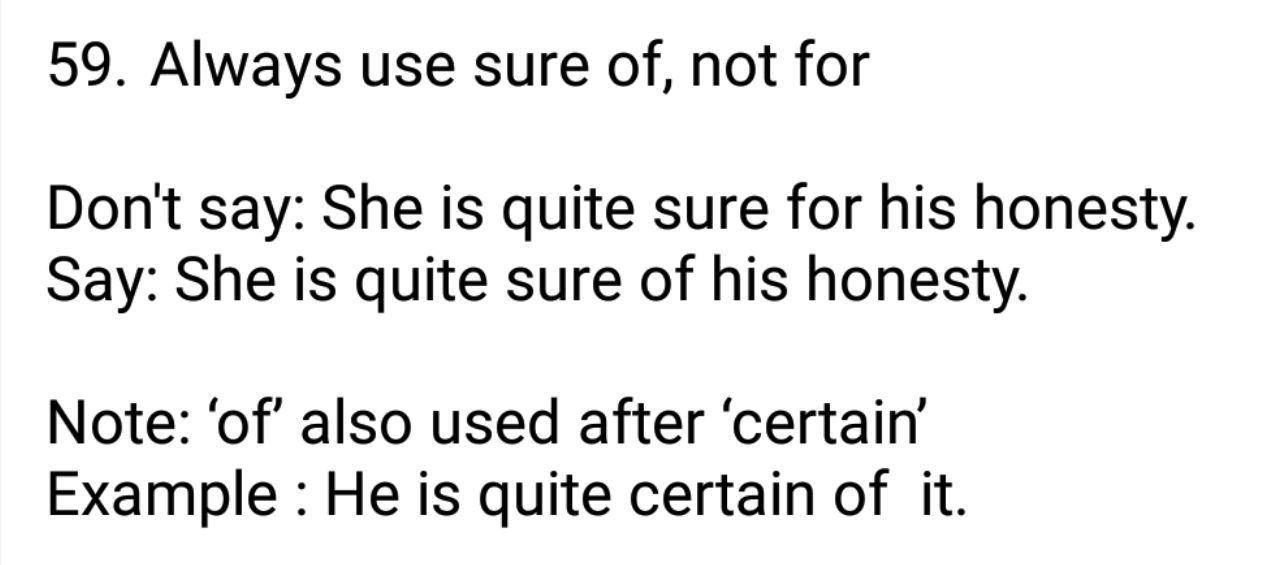 59. Always use sure of, not for
Don't say: She is quite sure for his honesty.
Say: She is quite sure of his honesty.
Note: ‘of’ also used after ‘certain’
Example : He is quite certain of  it.